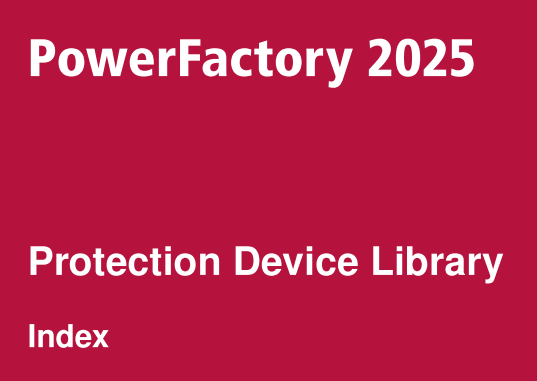 PowerFactory 2025
Protection Device Library
Index